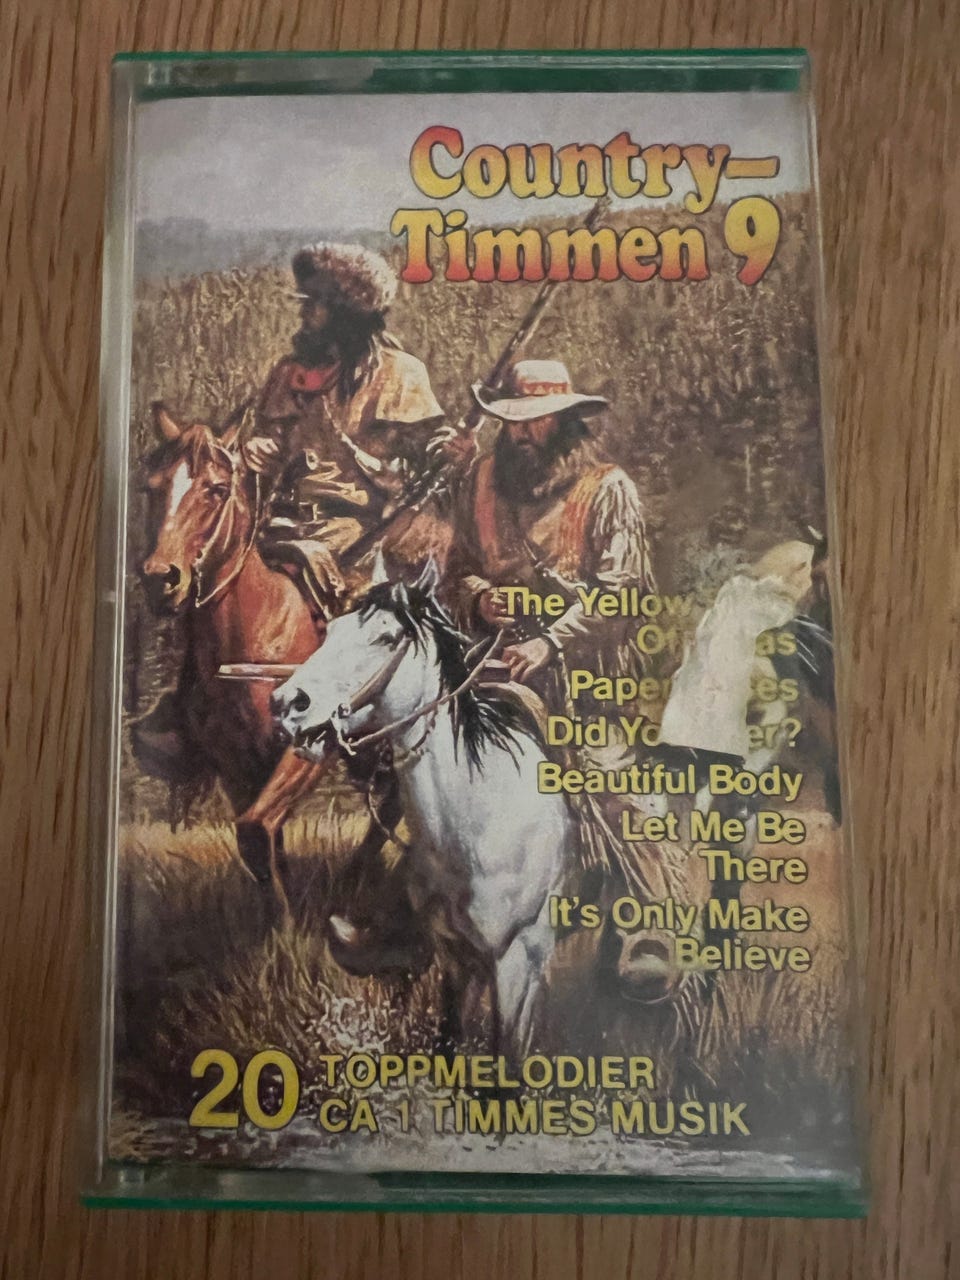 Country–
Timmen 9
The Yellow
Of
Paper
Did
Beautiful Body
Let Me Be
There
It's Only Make
Believe
20 TOPPMELODIER
CA 1 TIMMES MUSIK